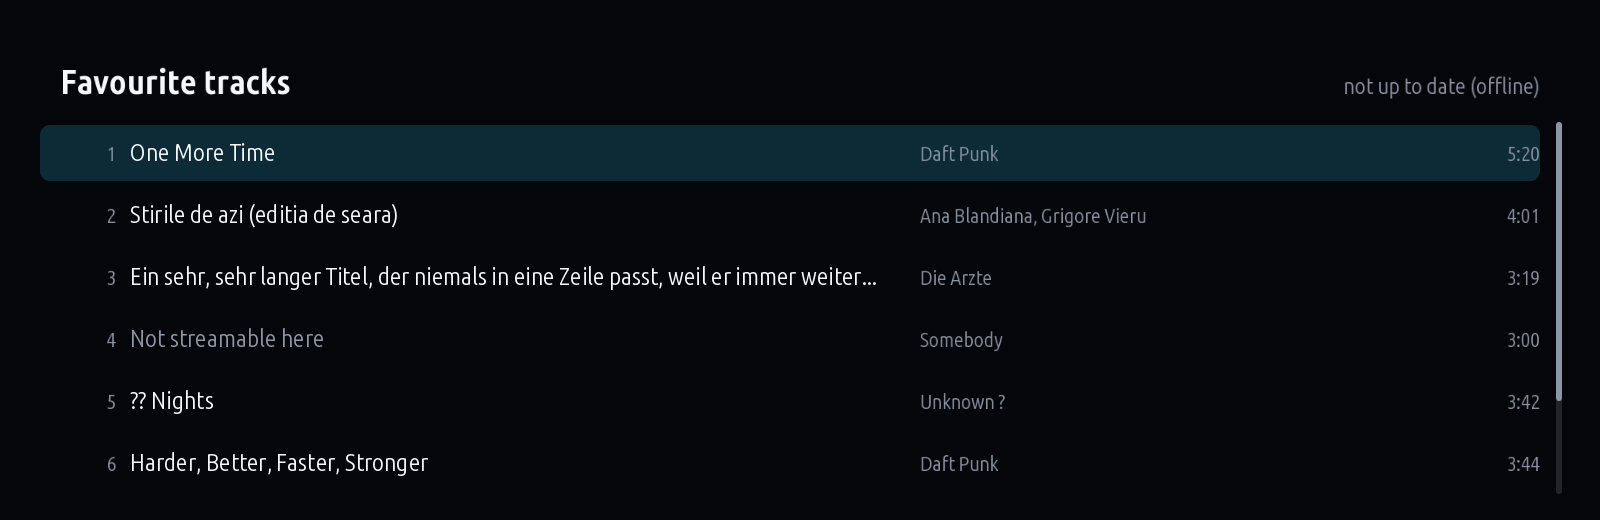 Favourite tracks
not up to date (offline)
1 One More Time Daft Punk 5:20
2 Stirile de azi (editia de seara) Ana Blandiana, Grigore Vieru 4:01
3 Ein sehr, sehr langer Titel, der niemals in eine Zeile passt, weil er immer weiter... Die Arzte 3:19
4 Not streamable here Somebody 3:00
5 ?? Nights Unknown ? 3:42
6 Harder, Better, Faster, Stronger Daft Punk 3:44